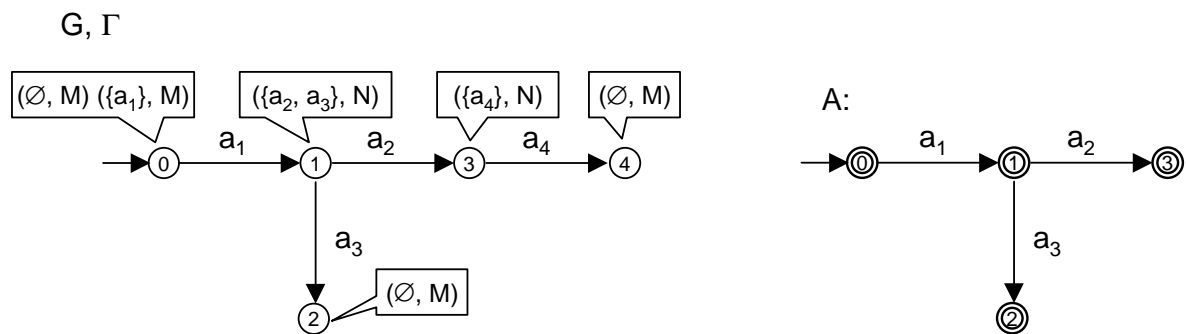 G, Γ
(∅, M) ({a₁}, M) ({a₂, a₃}, N) ({a₄}, N) (∅, M)
A:
a₁ a₂ a₄
0 1 3 4
a₁ a₂
0 1 3
a₃
a₃
(∅, M)
2
2